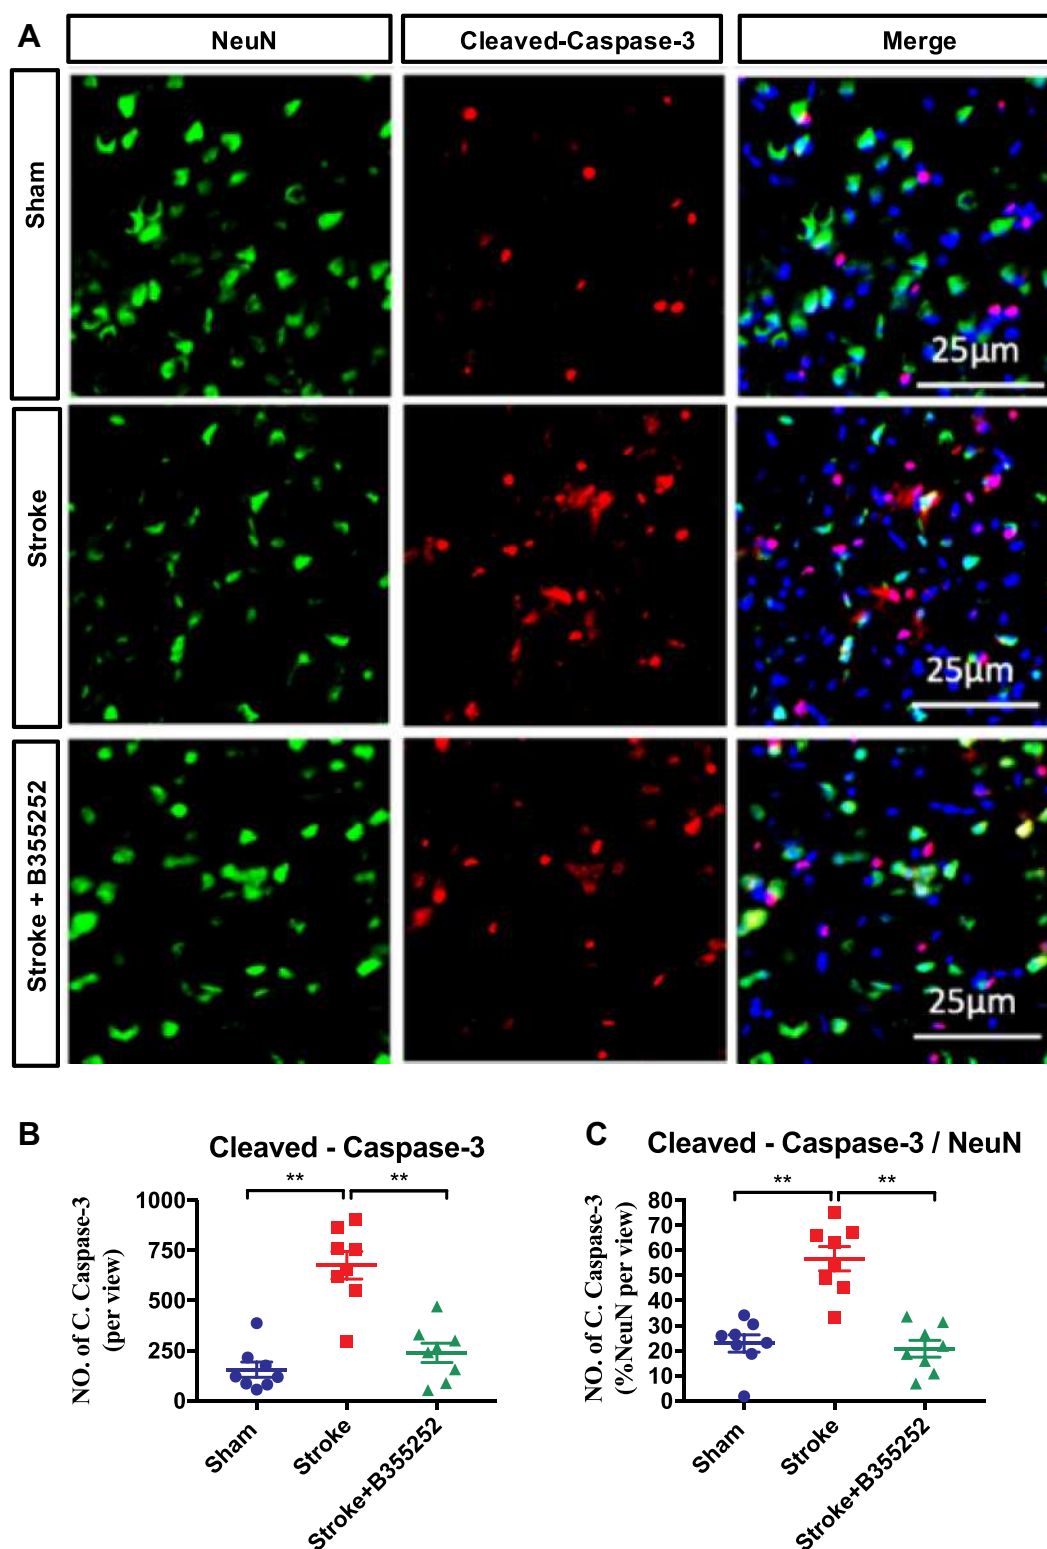 A
NeuN
Cleaved-Caspase-3
Merge
Sham
25μm
Stroke
25μm
Stroke + B355252
25μm
B
Cleaved - Caspase-3
**
**
NO. of C. Caspase-3
(per view)
1000
750
500
250
0
Sham
Stroke
Stroke+B355252
C
Cleaved - Caspase-3 / NeuN
**
**
NO. of C. Caspase-3
(%NeuN per view)
80
70
60
50
40
30
20
10
0
Sham
Stroke
Stroke+B355252